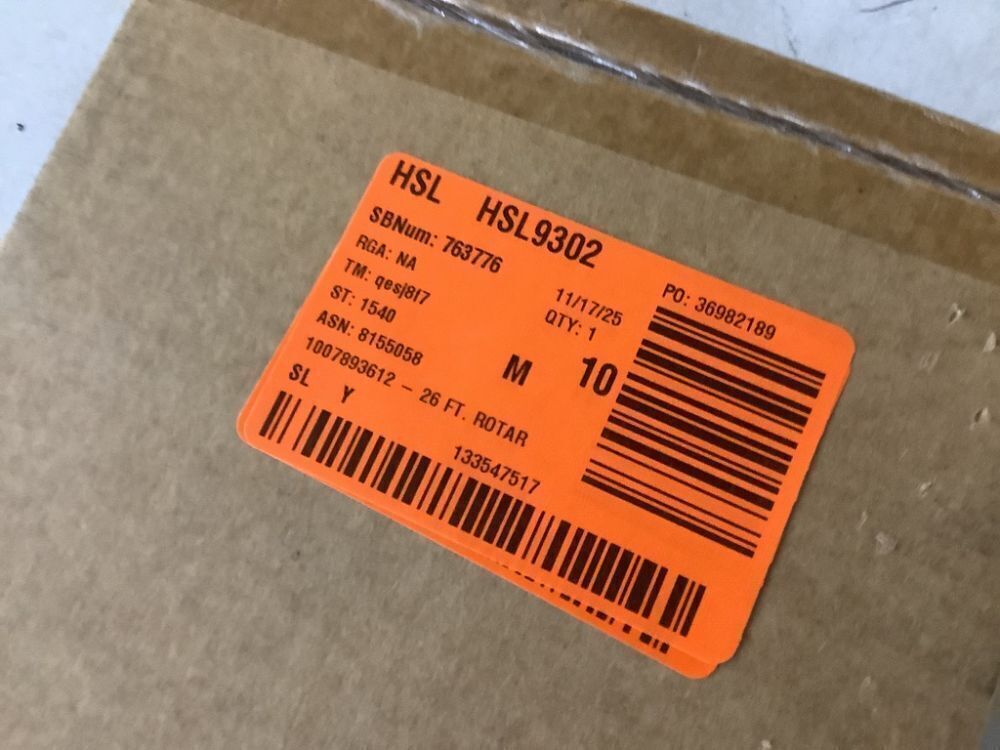 HSL HSL9302
SBNum: 763776
RGA: NA
11/17/25
PO: 36982189
TM: qesj8f7
QTY: 1
ST: 1540
ASN: 8155058
M 10
1007893612 – 26 FT. ROTAR
SL Y
133547517